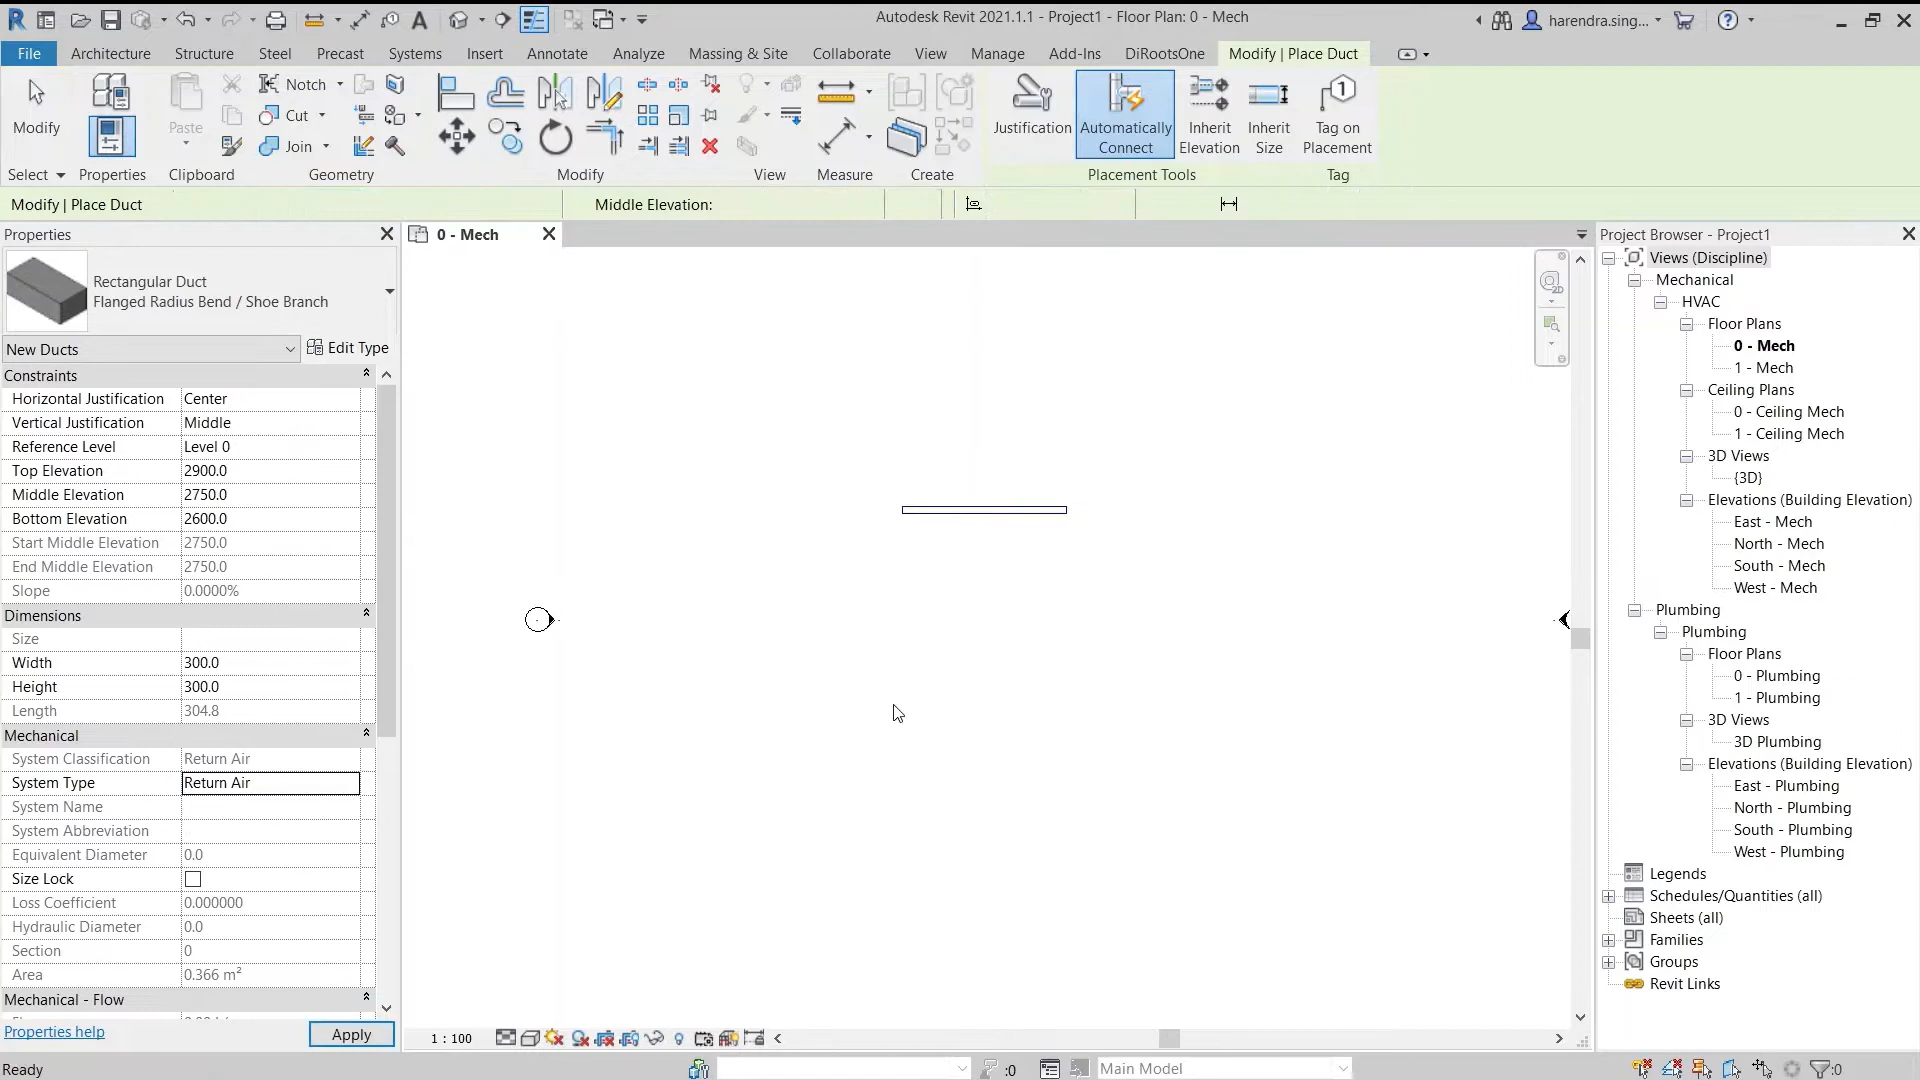 Autodesk Revit 2021.1.1 - Project1 - Floor Plan: 0 - Mech
harendra.sing...
File Architecture Structure Steel Precast Systems Insert Annotate Analyze Massing & Site Collaborate View Manage Add-Ins DiRootsOne Modify | Place Duct
Modify
Paste
Notch
Cut
Join
Justification
Automatically
Connect
Inherit
Elevation
Inherit
Size
Tag on
Placement
Select Properties Clipboard Geometry Modify View Measure Create Placement Tools Tag
Modify | Place Duct Middle Elevation:
Properties
Rectangular Duct
Flanged Radius Bend / Shoe Branch
New Ducts Edit Type
Constraints
Horizontal Justification Center
Vertical Justification Middle
Reference Level Level 0
Top Elevation 2900.0
Middle Elevation 2750.0
Bottom Elevation 2600.0
Start Middle Elevation 2750.0
End Middle Elevation 2750.0
Slope 0.0000%
Dimensions
Size
Width 300.0
Height 300.0
Length 304.8
Mechanical
System Classification Return Air
System Type Return Air
System Name
System Abbreviation
Equivalent Diameter 0.0
Size Lock
Loss Coefficient 0.000000
Hydraulic Diameter 0.0
Section 0
Area 0.366 m²
Mechanical - Flow
Properties help Apply
0 - Mech
2D
1 : 100
Project Browser - Project1
Views (Discipline)
Mechanical
HVAC
Floor Plans
0 - Mech
1 - Mech
Ceiling Plans
0 - Ceiling Mech
1 - Ceiling Mech
3D Views
{3D}
Elevations (Building Elevation)
East - Mech
North - Mech
South - Mech
West - Mech
Plumbing
Plumbing
Floor Plans
0 - Plumbing
1 - Plumbing
3D Views
3D Plumbing
Elevations (Building Elevation)
East - Plumbing
North - Plumbing
South - Plumbing
West - Plumbing
Legends
Schedules/Quantities (all)
Sheets (all)
Families
Groups
Revit Links
Ready :0 Main Model :0